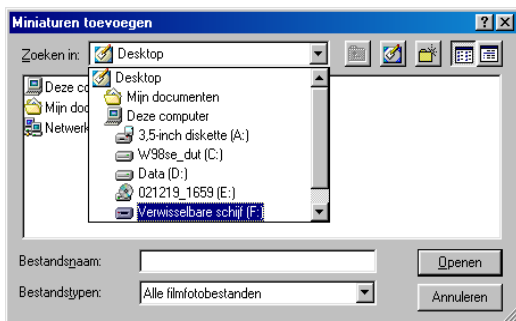 Miniaturen toevoegen
Zoeken in: Desktop
Desktop
Mijn documenten
Deze computer
3,5-inch diskette (A:)
W98se_dut (C:)
Data (D:)
021219_1659 (E:)
Verwisselbare schijf (F:)
Deze co
Mijn doc
Netwerk
Bestandsnaam:
Openen
Bestandstypen: Alle filmfotobestanden
Annuleren